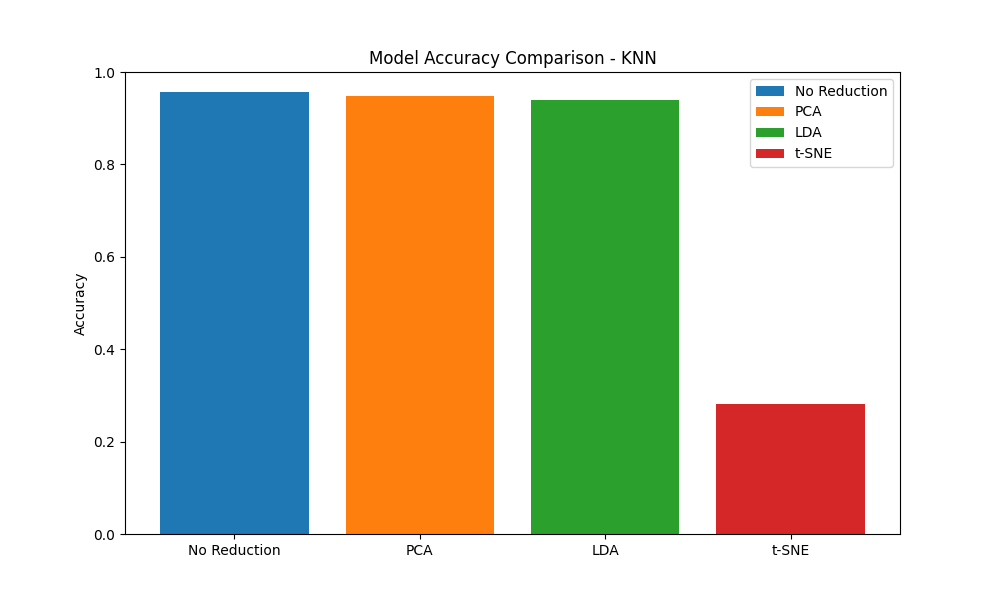 Model Accuracy Comparison - KNN
1.0
0.8
0.6
0.4
0.2
0.0
Accuracy
No Reduction
PCA
LDA
t-SNE
No Reduction
PCA
LDA
t-SNE